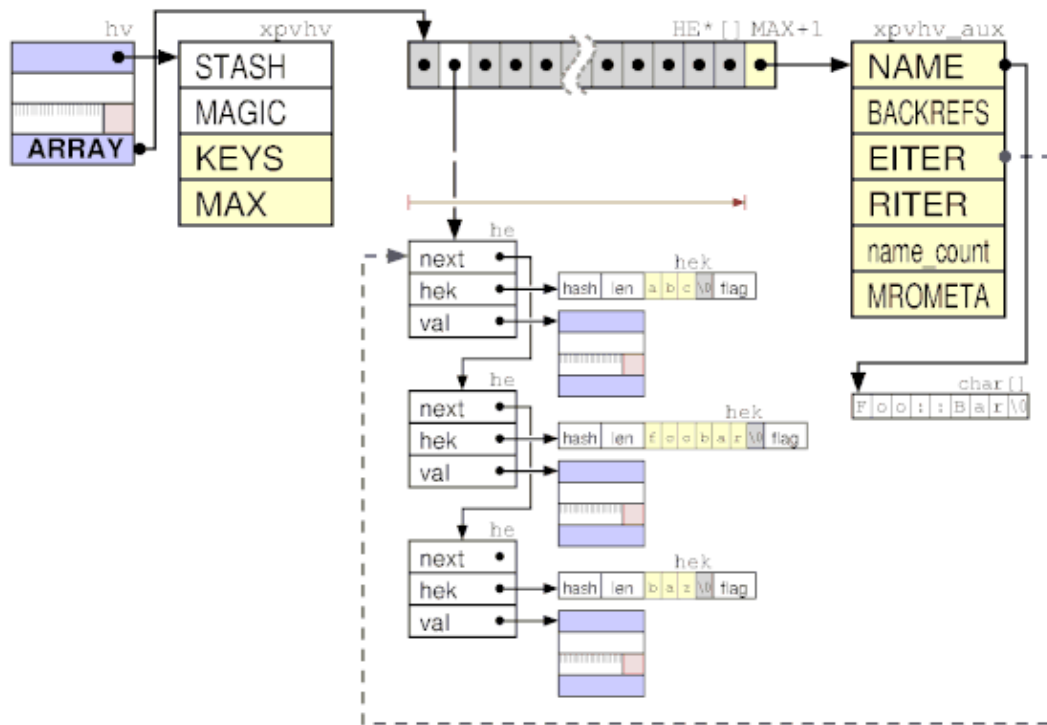 hv
xpvhv
HE*[] MAX+1
xpvhv_aux
STASH
MAGIC
KEYS
MAX
ARRAY
NAME
BACKREFS
EITER
RITER
name_count
MROMETA
he
next
hek
val
hek
hash len a b c \0 flag
he
next
hek
val
hek
hash len f o o b a r \0 flag
he
next
hek
val
hek
hash len b a z \0 flag
char[]
F o o : : B a r \0